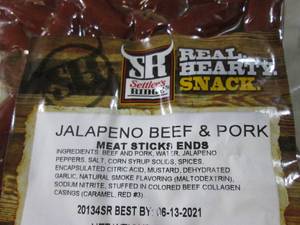 SR
Settler's
RIDGE
REAL.
HEARTY.
SNACK.
JALAPENO BEEF & PORK
MEAT STICKS ENDS
INGREDIENTS: BEEF AND PORK, WATER, JALAPENO
PEPPERS, SALT, CORN SYRUP SOLIDS, SPICES,
ENCAPSULATED CITRIC ACID, MUSTARD, DEHYDRATED
GARLIC, NATURAL SMOKE FLAVORING (MALTODEXTRIN),
SODIUM NITRITE, STUFFED IN COLORED BEEF COLLAGEN
CASINGS (CARAMEL, RED #3)
20134SR BEST BY: 06-13-2021